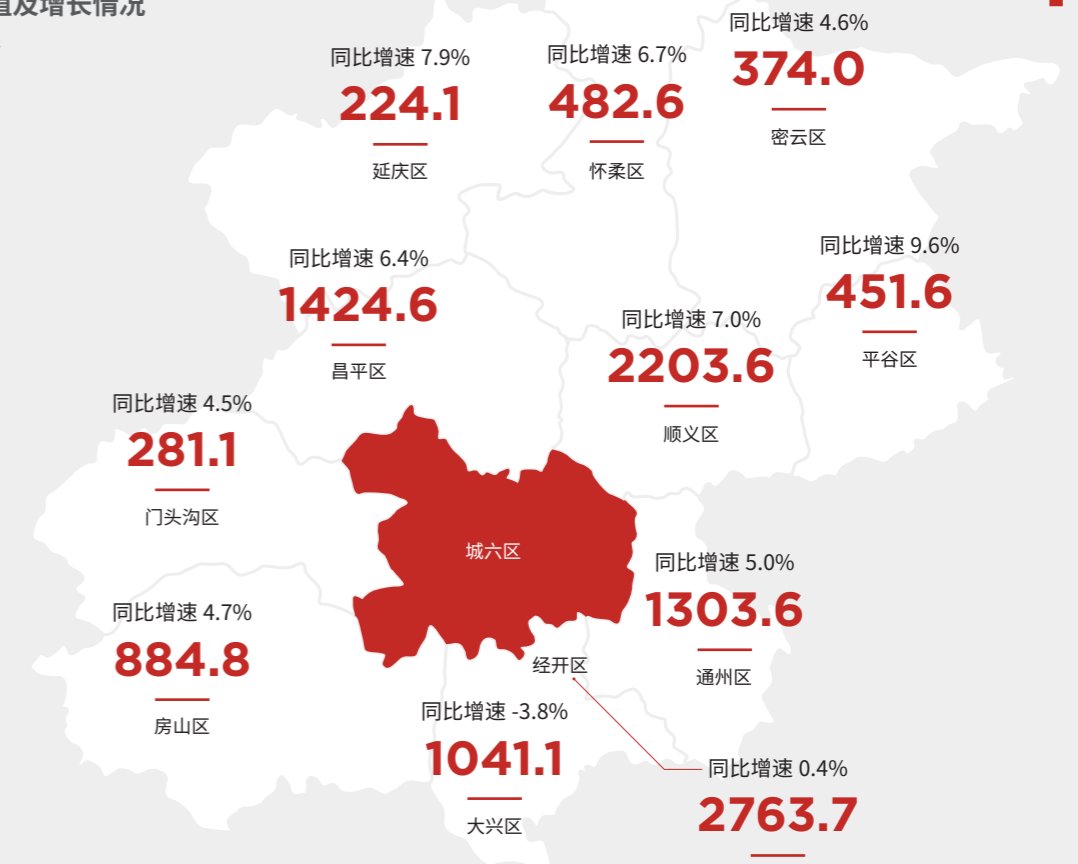 值及增长情况
同比增速 4.6%
374.0
密云区
同比增速 7.9%
224.1
延庆区
同比增速 6.7%
482.6
怀柔区
同比增速 6.4%
1424.6
昌平区
同比增速 9.6%
451.6
平谷区
同比增速 7.0%
2203.6
顺义区
同比增速 4.5%
281.1
门头沟区
城六区
同比增速 5.0%
1303.6
通州区
同比增速 4.7%
884.8
房山区
经开区
同比增速 -3.8%
1041.1
大兴区
同比增速 0.4%
2763.7